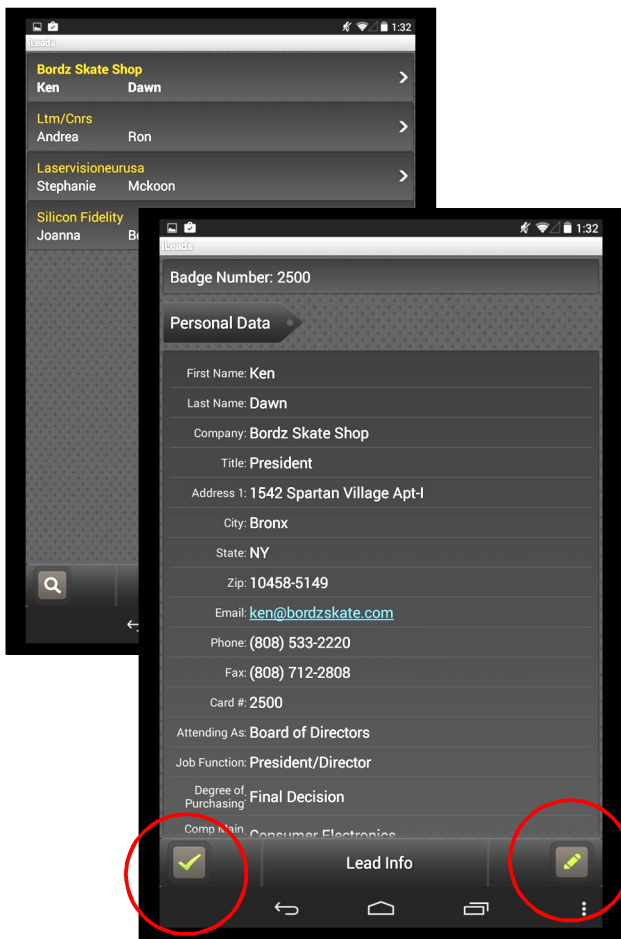 1:32
iLeads
Bordz Skate Shop
Ken Dawn
Ltm/Cnrs
Andrea Ron
Laservisioneurusa
Stephanie Mckoon
Silicon Fidelity
Joanna
1:32
iLeads
Badge Number: 2500
Personal Data
First Name: Ken
Last Name: Dawn
Company: Bordz Skate Shop
Title: President
Address 1: 1542 Spartan Village Apt-I
City: Bronx
State: NY
Zip: 10458-5149
Email: ken@bordzskate.com
Phone: (808) 533-2220
Fax: (808) 712-2808
Card #: 2500
Attending As: Board of Directors
Job Function: President/Director
Degree of
Purchasing: Final Decision
Comp Main Consumer Electronics
Lead Info